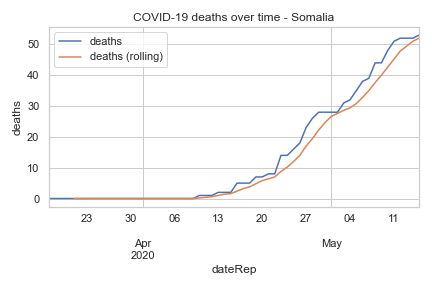 COVID-19 deaths over time - Somalia
deaths
deaths (rolling)
deaths
50
40
30
20
10
0
23 30 06 13 20 27 04 11
Apr May
2020
dateRep